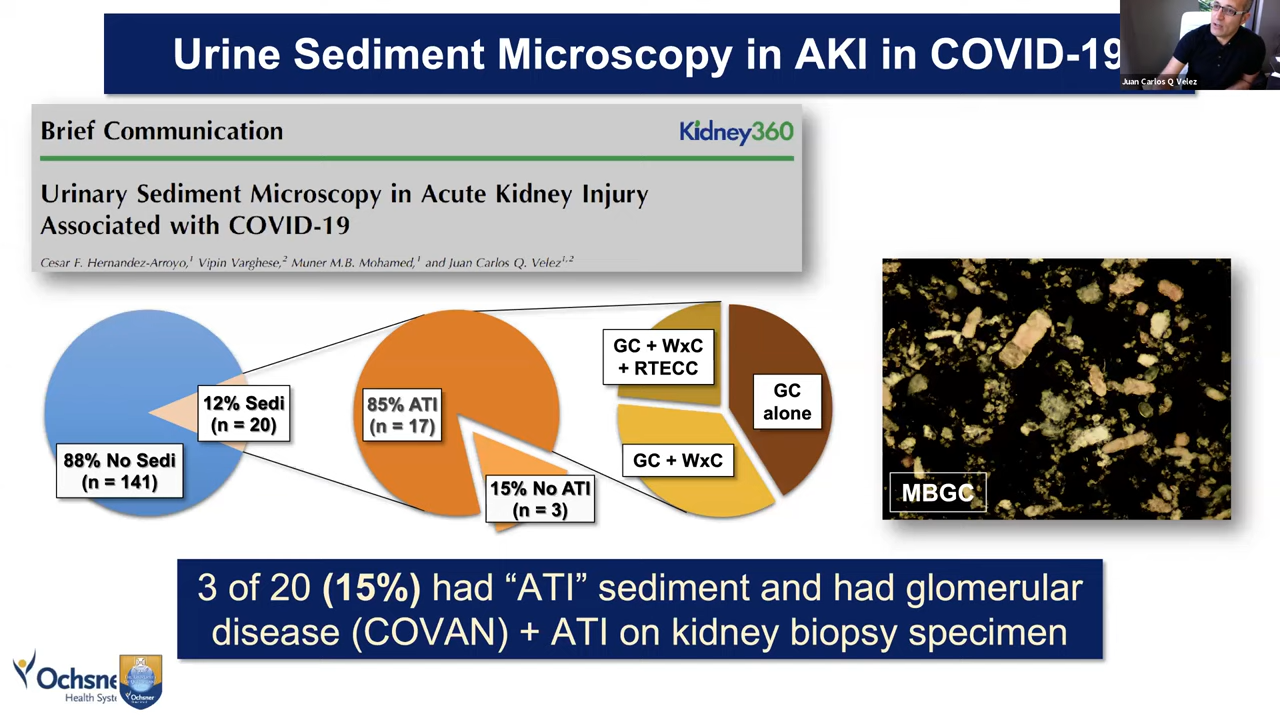 Urine Sediment Microscopy in AKI in COVID-19
Juan Carlos Q Velez
Brief Communication
Kidney360
Urinary Sediment Microscopy in Acute Kidney Injury
Associated with COVID-19
Cesar F. Hernandez-Arroyo,1 Vipin Varghese,2 Muner M.B. Mohamed,1 and Juan Carlos Q. Velez1,2
12% Sedi
(n = 20)
88% No Sedi
(n = 141)
85% ATI
(n = 17)
15% No ATI
(n = 3)
GC + WxC
+ RTECC
GC
alone
GC + WxC
MBGC
3 of 20 (15%) had “ATI” sediment and had glomerular
disease (COVAN) + ATI on kidney biopsy specimen
Ochsne
Health Syst
Ochsner